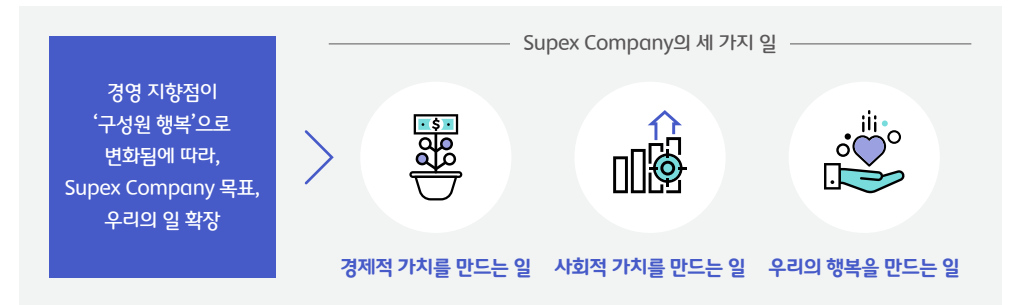 경영 지향점이
‘구성원 행복’으로
변화됨에 따라,
Supex Company 목표,
우리의 일 확장
Supex Company의 세 가지 일
$
경제적 가치를 만드는 일
사회적 가치를 만드는 일
우리의 행복을 만드는 일